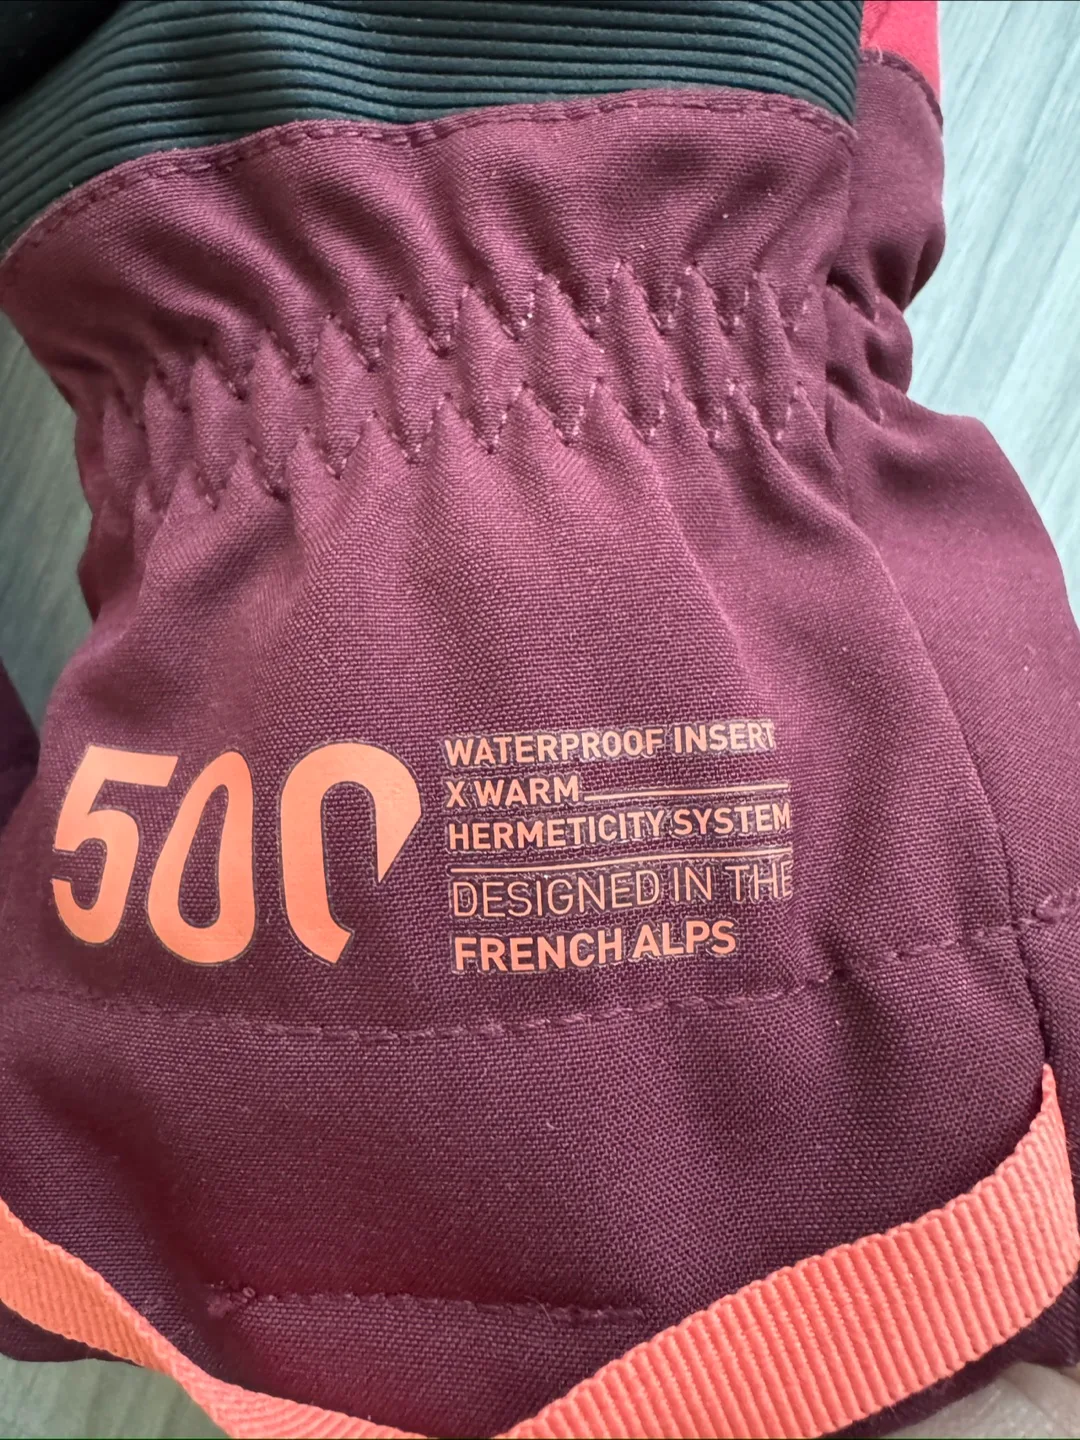 500
WATERPROOF INSERT
X WARM
HERMETICITY SYSTEM
DESIGNED IN THE
FRENCH ALPS